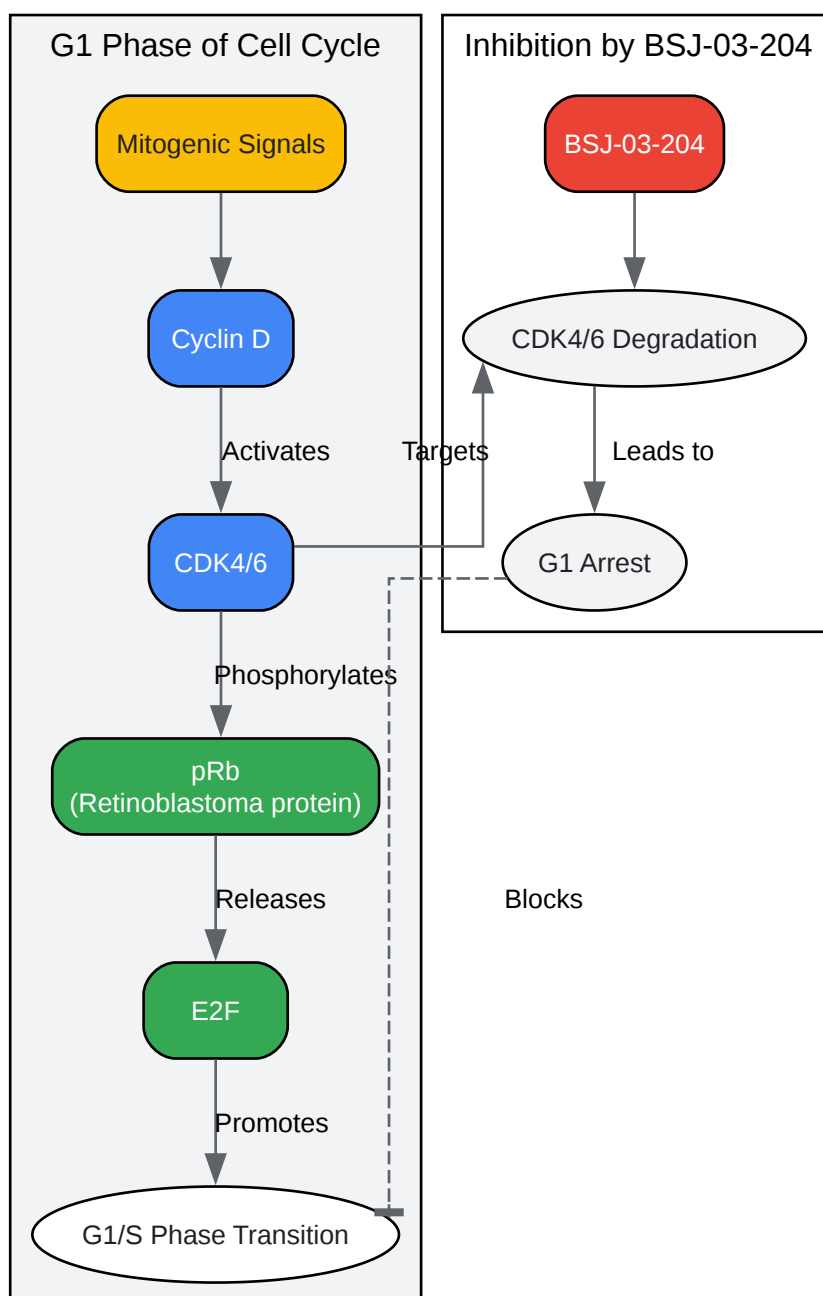 G1 Phase of Cell Cycle
Mitogenic Signals
Cyclin D
Activates
CDK4/6
Phosphorylates
pRb
(Retinoblastoma protein)
Releases
E2F
Promotes
G1/S Phase Transition
Inhibition by BSJ-03-204
BSJ-03-204
CDK4/6 Degradation
Targets
Leads to
G1 Arrest
Blocks